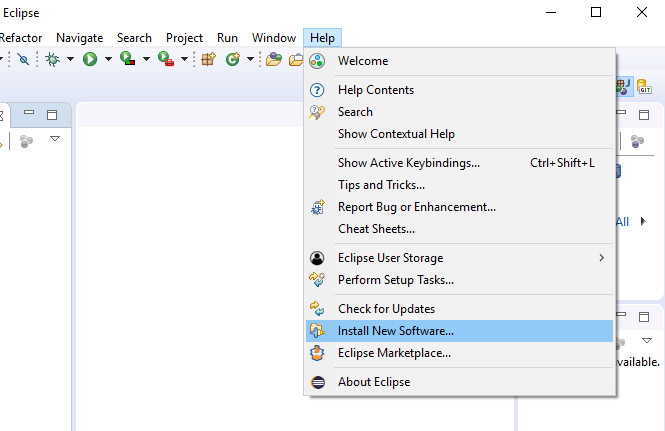 Eclipse
Refactor Navigate Search Project Run Window Help
Welcome
Help Contents
Search
Show Contextual Help
Show Active Keybindings... Ctrl+Shift+L
Tips and Tricks...
Report Bug or Enhancement...
Cheat Sheets...
Eclipse User Storage
Perform Setup Tasks...
Check for Updates
Install New Software...
Eclipse Marketplace...
About Eclipse
J
GIT
All
vailable.